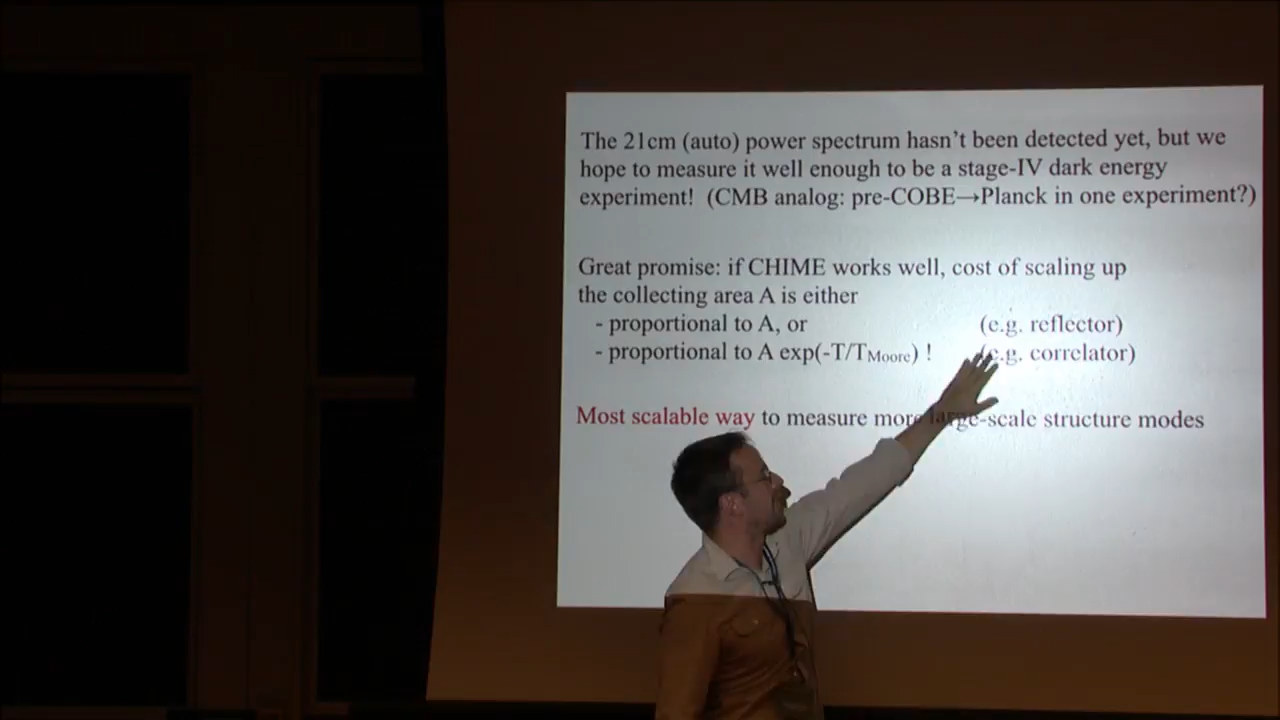 The 21cm (auto) power spectrum hasn't been detected yet, but we
hope to measure it well enough to be a stage-IV dark energy
experiment! (CMB analog: pre-COBE→Planck in one experiment?)
Great promise: if CHIME works well, cost of scaling up
the collecting area A is either
- proportional to A, or (e.g. reflector)
- proportional to A exp(-T/TMoore) ! (e.g. correlator)
Most scalable way to measure more large-scale structure modes